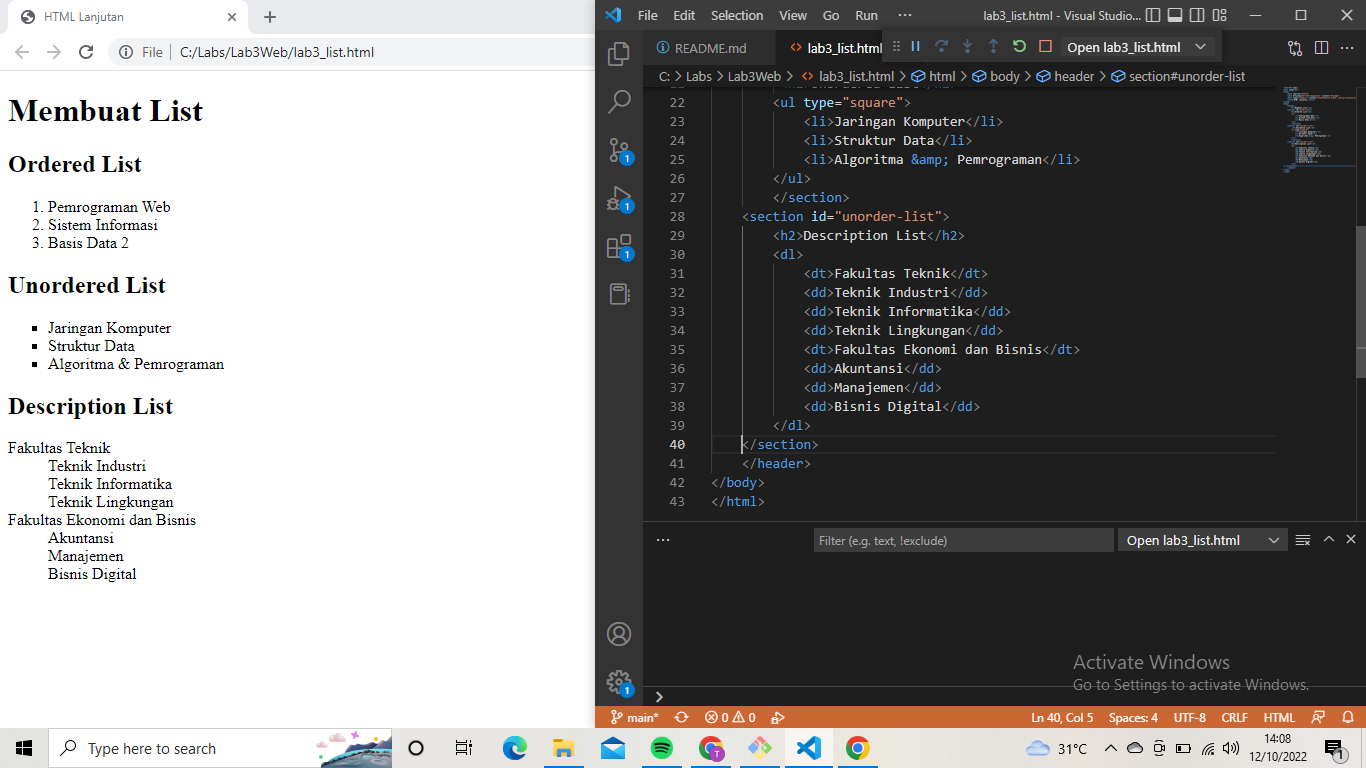 HTML Lanjutan
File C:/Labs/Lab3Web/lab3_list.html
Membuat List
Ordered List
1. Pemrograman Web
2. Sistem Informasi
3. Basis Data 2
Unordered List
▪ Jaringan Komputer
▪ Struktur Data
▪ Algoritma & Pemrograman
Description List
Fakultas Teknik
Teknik Industri
Teknik Informatika
Teknik Lingkungan
Fakultas Ekonomi dan Bisnis
Akuntansi
Manajemen
Bisnis Digital
File Edit Selection View Go Run ··· lab3_list.html - Visual Studio...
README.md lab3_list.html Open lab3_list.html
C: > Labs > Lab3Web > lab3_list.html > html > body > header > section#unorder-list
22 <ul type="square">
23 <li>Jaringan Komputer</li>
24 <li>Struktur Data</li>
25 <li>Algoritma &amp; Pemrograman</li>
26 </ul>
27 </section>
28 <section id="unorder-list">
29 <h2>Description List</h2>
30 <dl>
31 <dt>Fakultas Teknik</dt>
32 <dd>Teknik Industri</dd>
33 <dd>Teknik Informatika</dd>
34 <dd>Teknik Lingkungan</dd>
35 <dt>Fakultas Ekonomi dan Bisnis</dt>
36 <dd>Akuntansi</dd>
37 <dd>Manajemen</dd>
38 <dd>Bisnis Digital</dd>
39 </dl>
40 </section>
41 </header>
42 </body>
43 </html>
1
1
1
1
··· Filter (e.g. text, !exclude) Open lab3_list.html
Activate Windows
Go to Settings to activate Windows.
main* 0 0 Ln 40, Col 5 Spaces: 4 UTF-8 CRLF HTML
Type here to search
T
31°C
14:08
12/10/2022
1